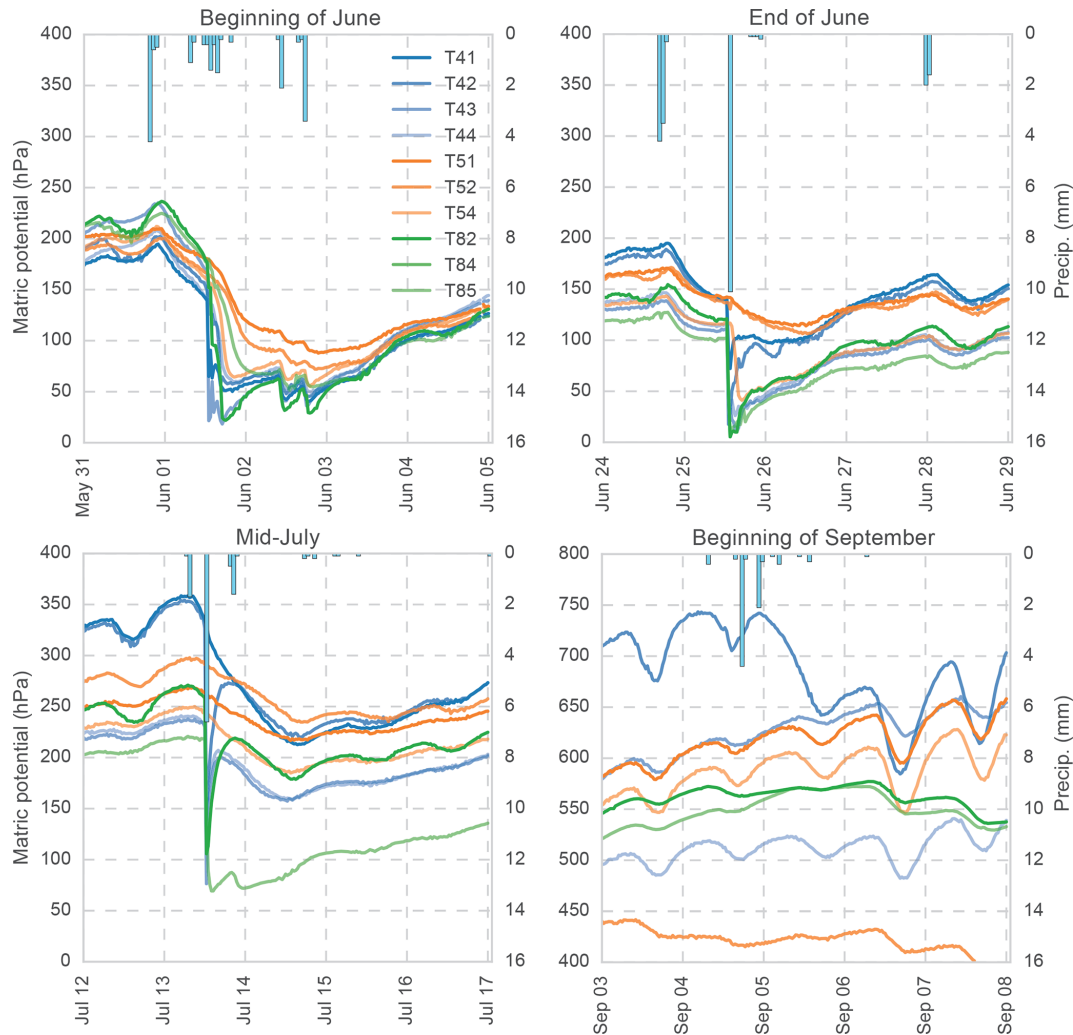 Beginning of June
End of June
400
350
300
250
200
150
100
50
0
0
2
4
6
8
10
12
14
16
T41
T42
T43
T44
T51
T52
T54
T82
T84
T85
Matric potential (hPa)
May 31
Jun 01
Jun 02
Jun 03
Jun 04
Jun 05
400
350
300
250
200
150
100
50
0
0
2
4
6
8
10
12
14
16
Precip. (mm)
Jun 24
Jun 25
Jun 26
Jun 27
Jun 28
Jun 29
Mid-July
Beginning of September
400
350
300
250
200
150
100
50
0
0
2
4
6
8
10
12
14
16
Matric potential (hPa)
Jul 12
Jul 13
Jul 14
Jul 15
Jul 16
Jul 17
800
750
700
650
600
550
500
450
400
0
2
4
6
8
10
12
14
16
Precip. (mm)
Sep 03
Sep 04
Sep 05
Sep 06
Sep 07
Sep 08